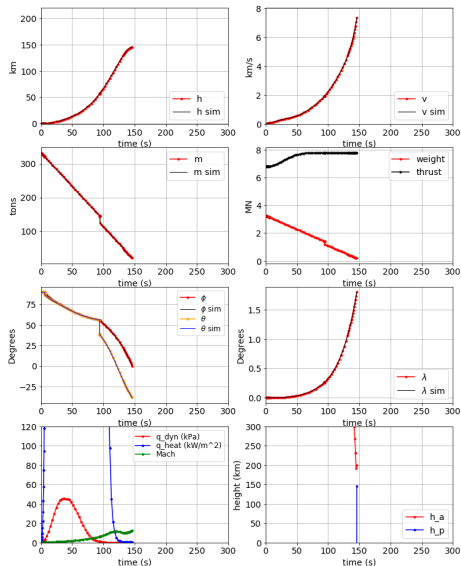 200
150
100
50
0
km
h
h sim
0 50 100 150 200 250 300
time (s)
8
6
4
2
0
km/s
v
v sim
0 50 100 150 200 250 300
time (s)
300
200
100
tons
m
m sim
0 50 100 150 200 250 300
time (s)
8
6
4
2
0
MN
weight
thrust
0 50 100 150 200 250 300
time (s)
75
50
25
0
−25
Degrees
ϕ
ϕ sim
θ
θ sim
0 50 100 150 200 250 300
time (s)
1.5
1.0
0.5
0.0
Degrees
λ
λ sim
0 50 100 150 200 250 300
time (s)
120
100
80
60
40
20
0
q_dyn (kPa)
q_heat (kW/m^2)
Mach
0 50 100 150 200 250 300
time (s)
300
250
200
150
100
50
0
height (km)
h_a
h_p
0 50 100 150 200 250 300
time (s)